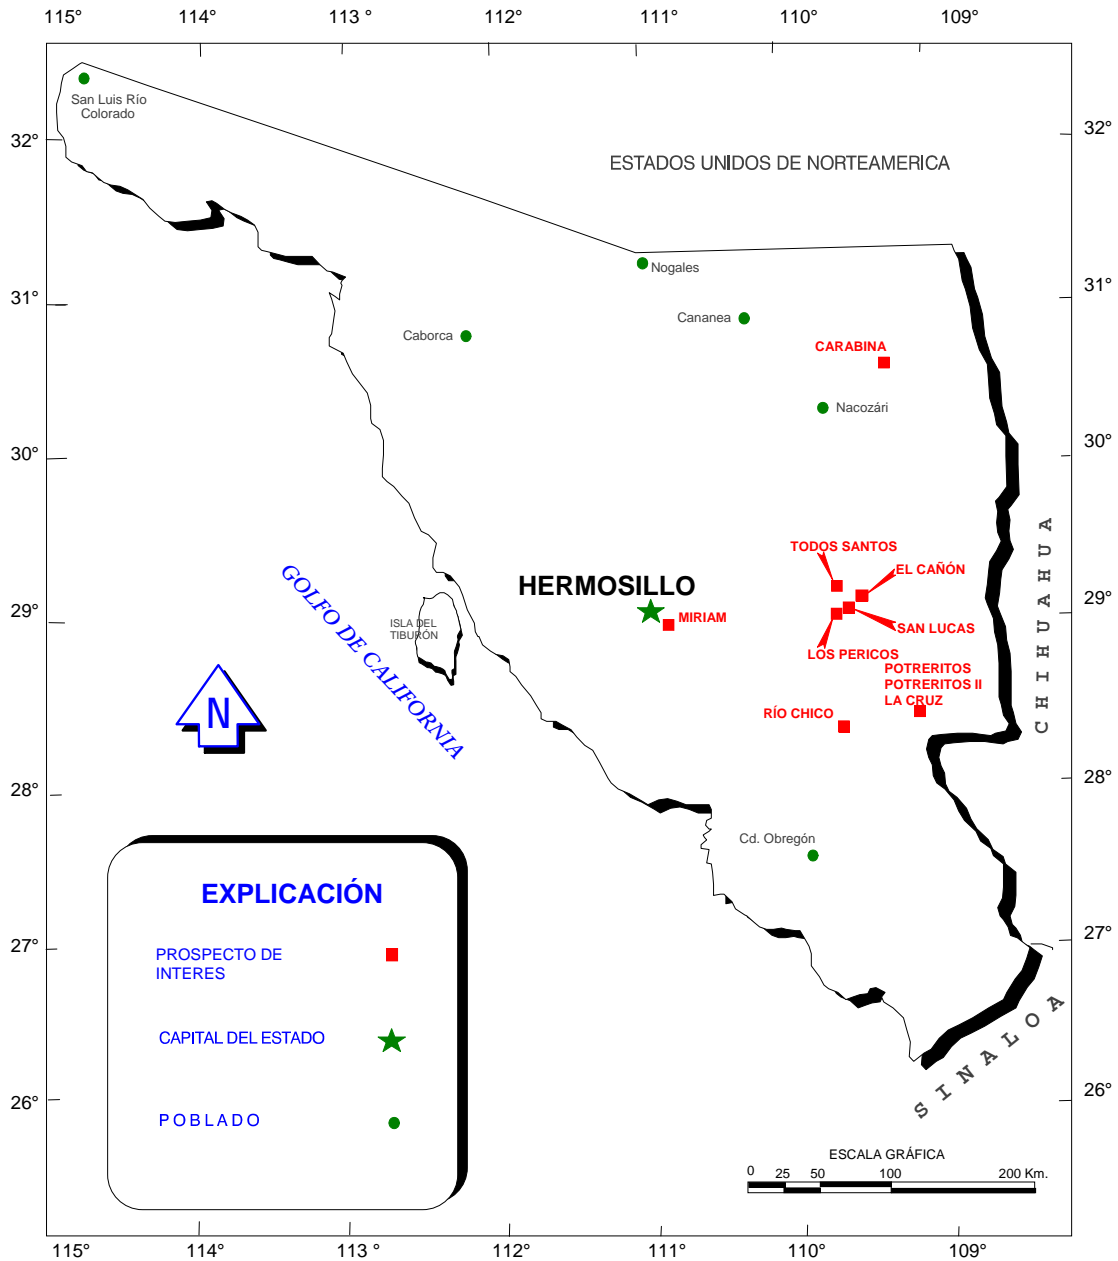 115° 114° 113 ° 112° 111° 110° 109°
San Luis Río
Colorado
32° 32°
ESTADOS UNIDOS DE NORTEAMERICA
Nogales
31° 31°
Cananea
Caborca
CARABINA
Nacozári
30° 30°
CHIHUAHUA
TODOS SANTOS
EL CAÑÓN
HERMOSILLO
GOLFO DE CALIFORNIA
29° 29°
ISLA DEL
TIBURÓN
MIRIAM
SAN LUCAS
LOS PERICOS
POTRERITOS
POTRERITOS II
LA CRUZ
RÍO CHICO
N
28° 28°
Cd. Obregón
EXPLICACIÓN
27° 27°
PROSPECTO DE
INTERES
CAPITAL DEL ESTADO
SINALOA
26° 26°
POBLADO
ESCALA GRÁFICA
0 25 50 100 200 Km.
115° 114° 113 ° 112° 111° 110° 109°